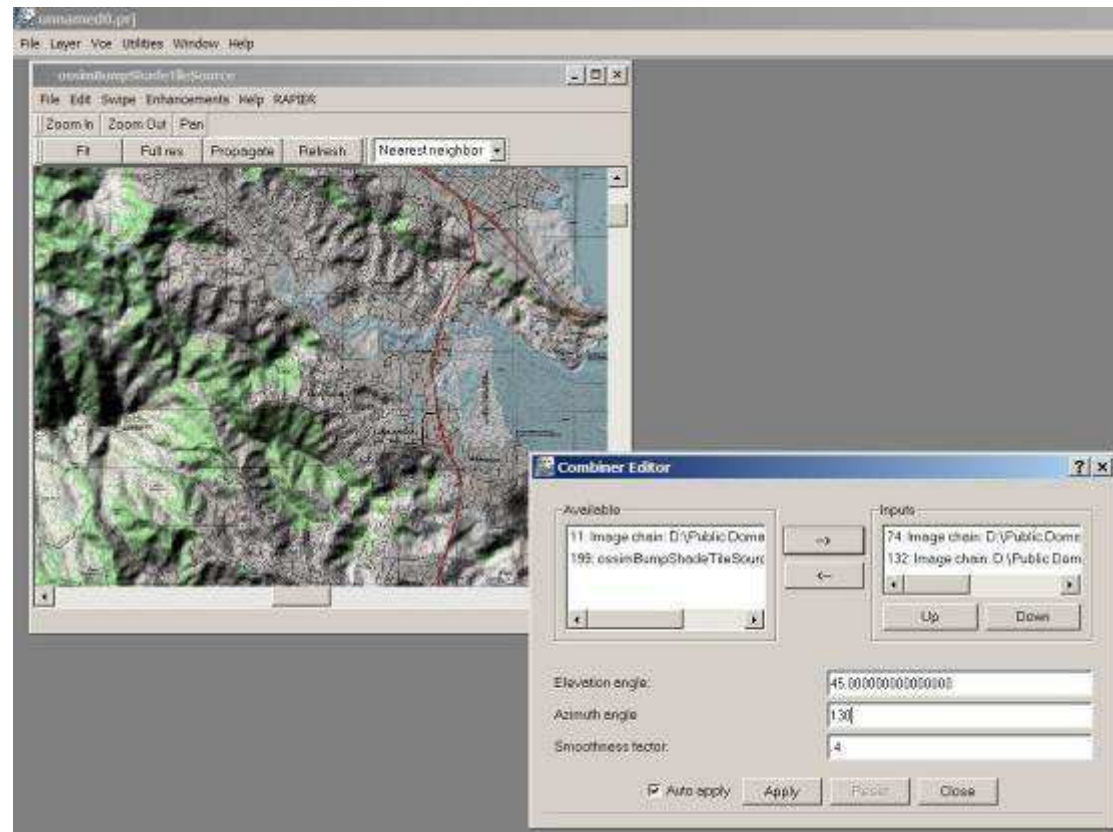 unnamed0.prj
File Layer Vce Utilities Window Help
ossimBumpShadeTileSource
File Edit Swipe Enhancements Help RAPIER
Zoom In Zoom Out Pan
Fit Full res Propagate Refresh Nearest neighbor
Combiner Editor
Available
11: Image chain: D:\Public Doma
199: ossimBumpShadeTileSourc
-->
<--
Inputs
74: Image chain: D:\Public Dom
132: Image chain: D:\Public Dom
Up Down
Elevation angle: 45.000000000000000
Azimuth angle 130
Smoothness factor: .4
Auto apply Apply Reset Close